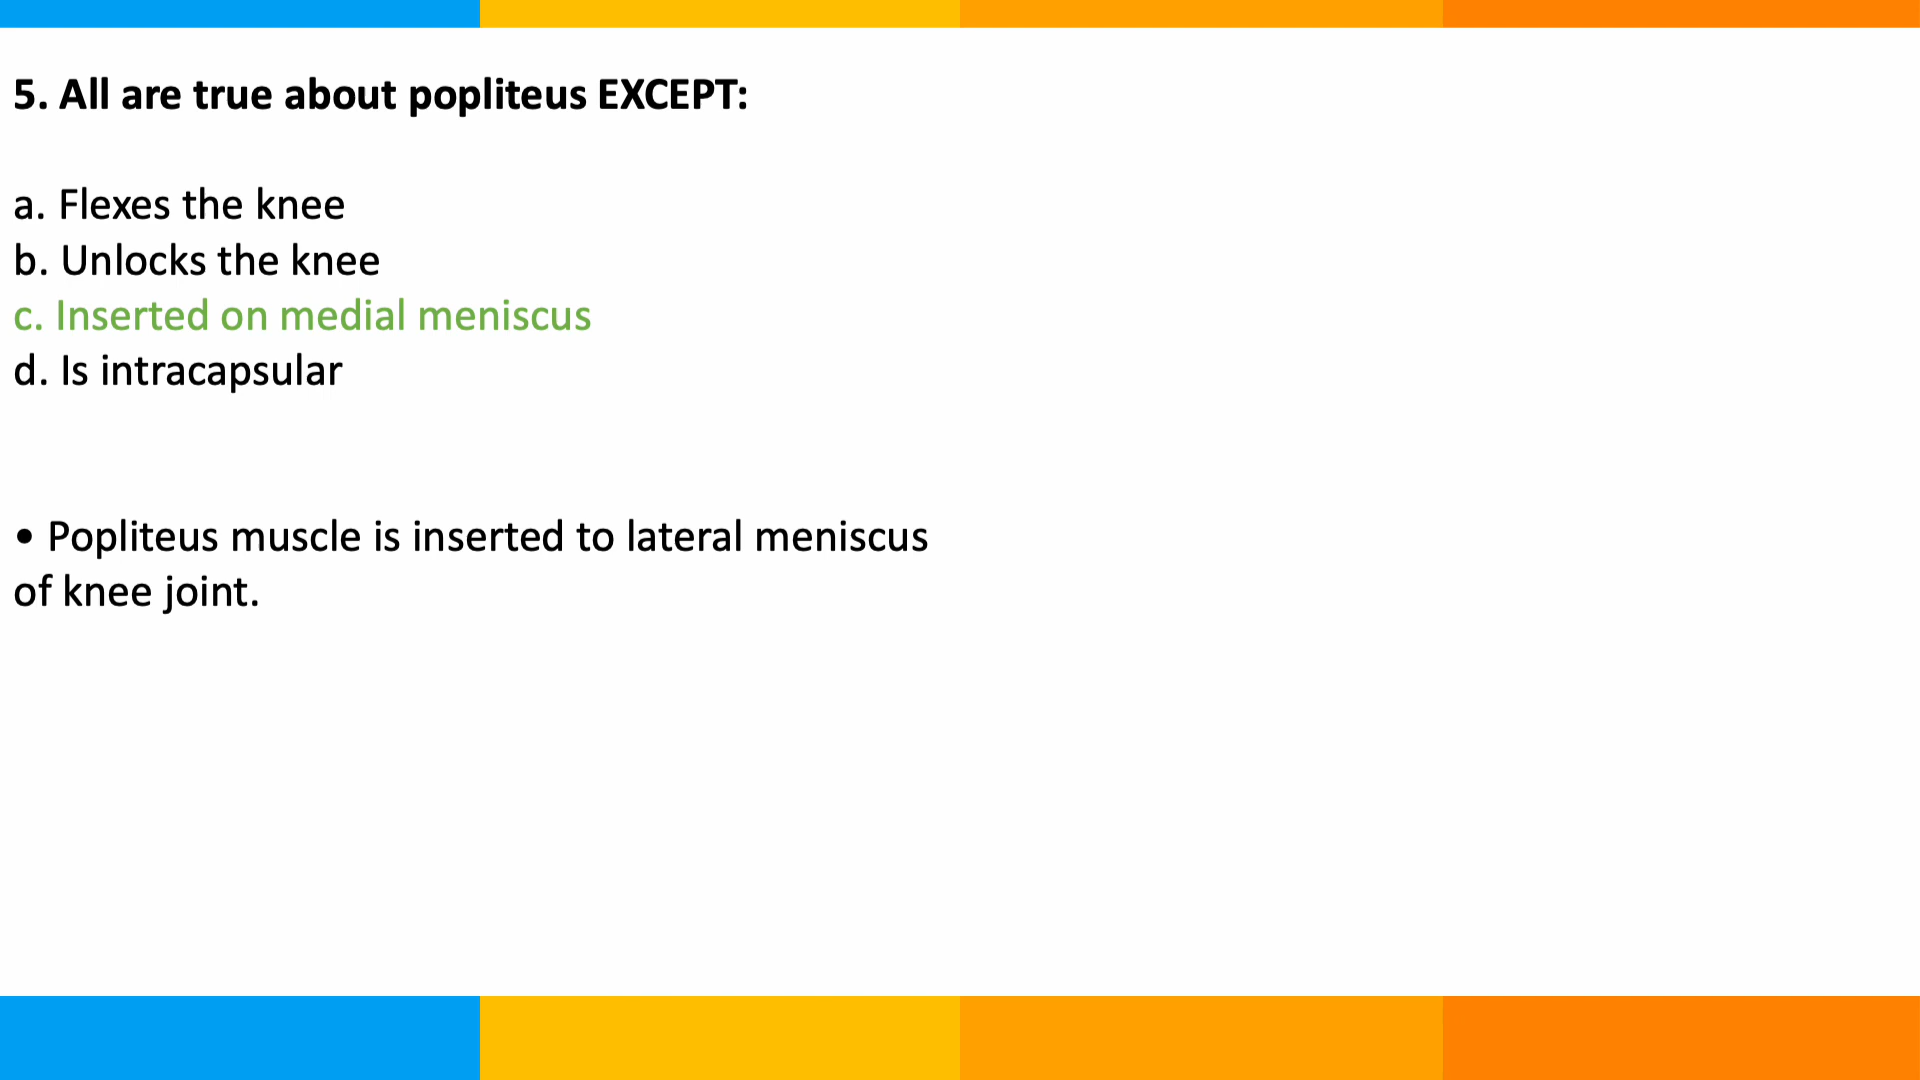 5. All are true about popliteus EXCEPT:
a. Flexes the knee
b. Unlocks the knee
c. Inserted on medial meniscus
d. Is intracapsular
• Popliteus muscle is inserted to lateral meniscus
of knee joint.